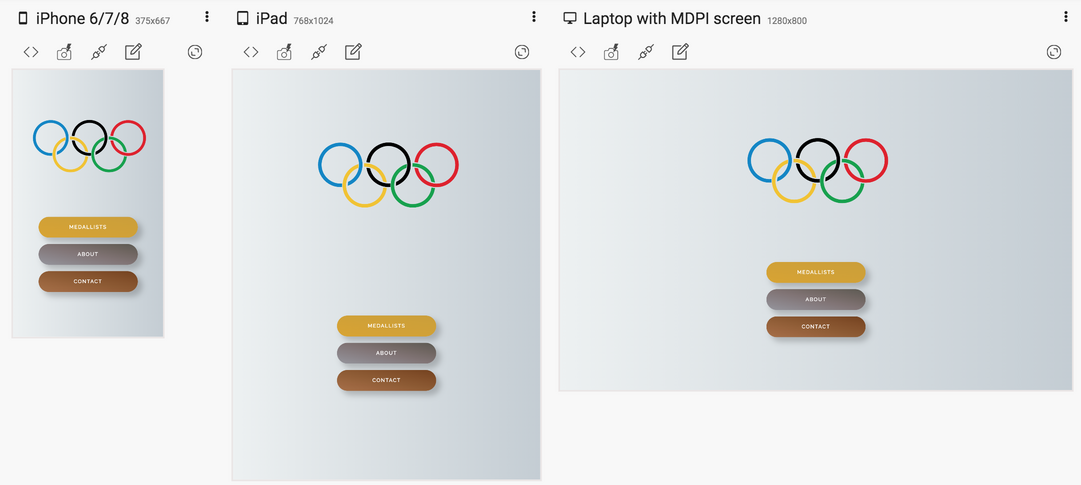 iPhone 6/7/8 375x667
MEDALLISTS
ABOUT
CONTACT
iPad 768x1024
MEDALLISTS
ABOUT
CONTACT
Laptop with MDPI screen 1280x800
MEDALLISTS
ABOUT
CONTACT